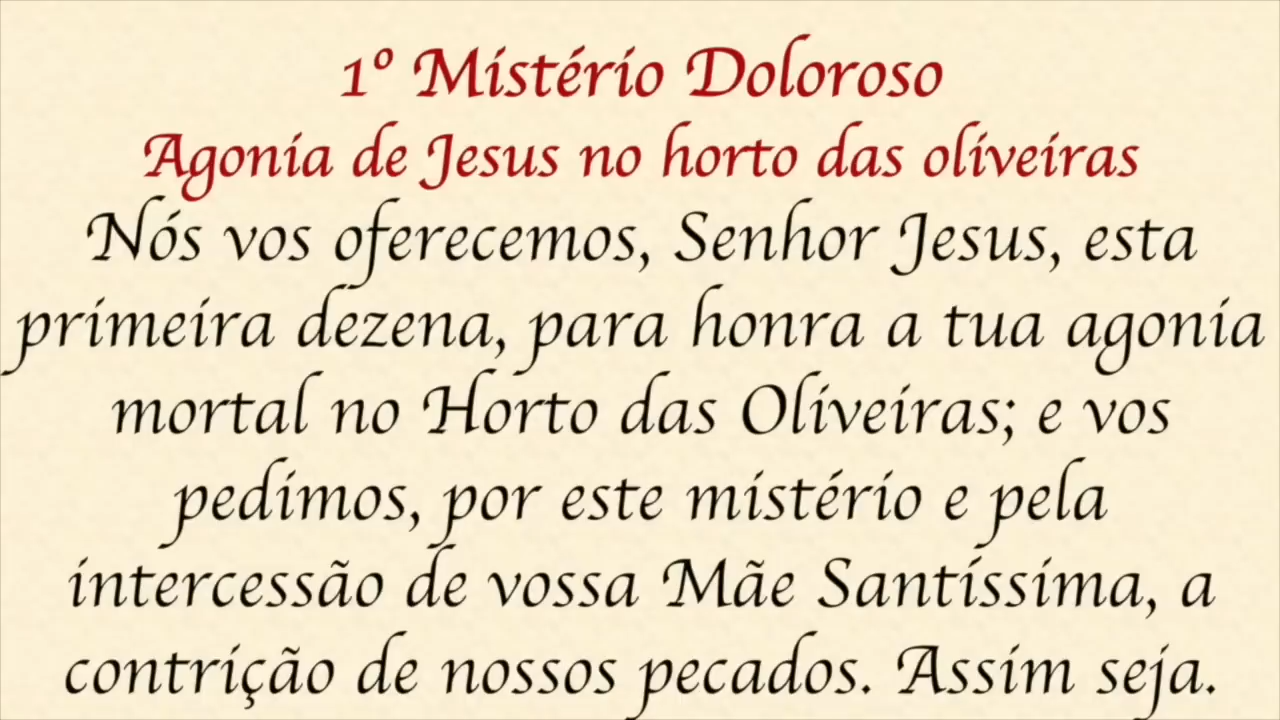 1º Mistério Doloroso
Agonia de Jesus no horto das oliveiras
Nós vos oferecemos, Senhor Jesus, esta
primeira dezena, para honra a tua agonia
mortal no Horto das Oliveiras; e vos
pedimos, por este mistério e pela
intercessão de vossa Mãe Santíssima, a
contrição de nossos pecados. Assim seja.